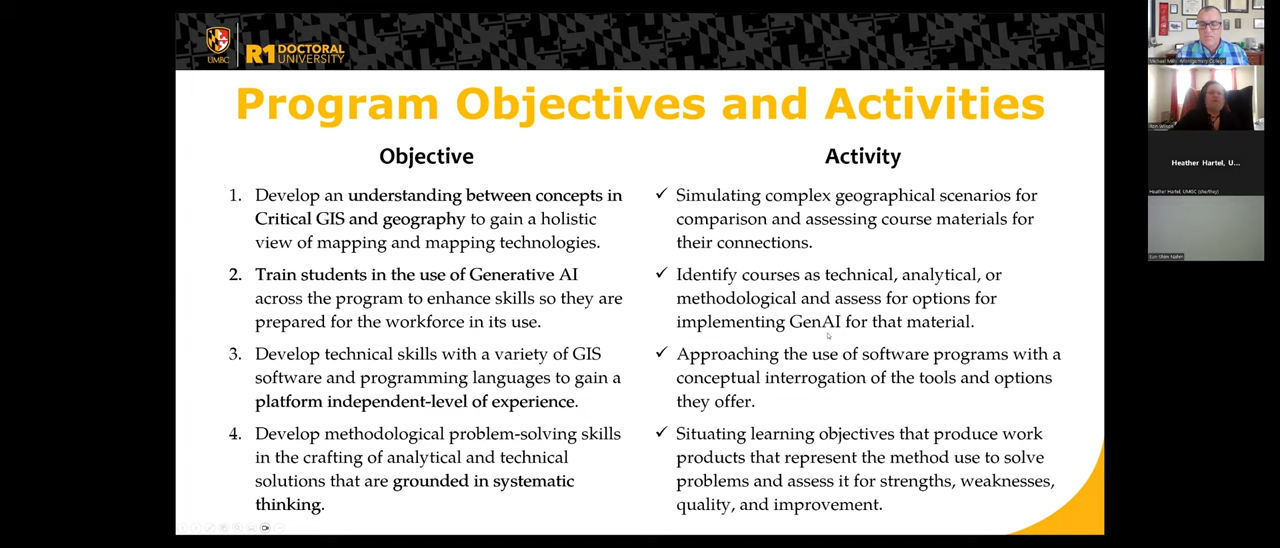 UMBC
R1 DOCTORAL
UNIVERSITY
Program Objectives and Activities
Objective
1. Develop an understanding between concepts in
Critical GIS and geography to gain a holistic
view of mapping and mapping technologies.
2. Train students in the use of Generative AI
across the program to enhance skills so they are
prepared for the workforce in its use.
3. Develop technical skills with a variety of GIS
software and programming languages to gain a
platform independent-level of experience.
4. Develop methodological problem-solving skills
in the crafting of analytical and technical
solutions that are grounded in systematic
thinking.
Activity
✓ Simulating complex geographical scenarios for
comparison and assessing course materials for
their connections.
✓ Identify courses as technical, analytical, or
methodological and assess for options for
implementing GenAI for that material.
✓ Approaching the use of software programs with a
conceptual interrogation of the tools and options
they offer.
✓ Situating learning objectives that produce work
products that represent the method use to solve
problems and assess it for strengths, weaknesses,
quality, and improvement.
Montgomery College
Ron Wilson
Heather Hartel, U...
Heather Hartel, UMBC (she/they)
Eun-Shim Nahm